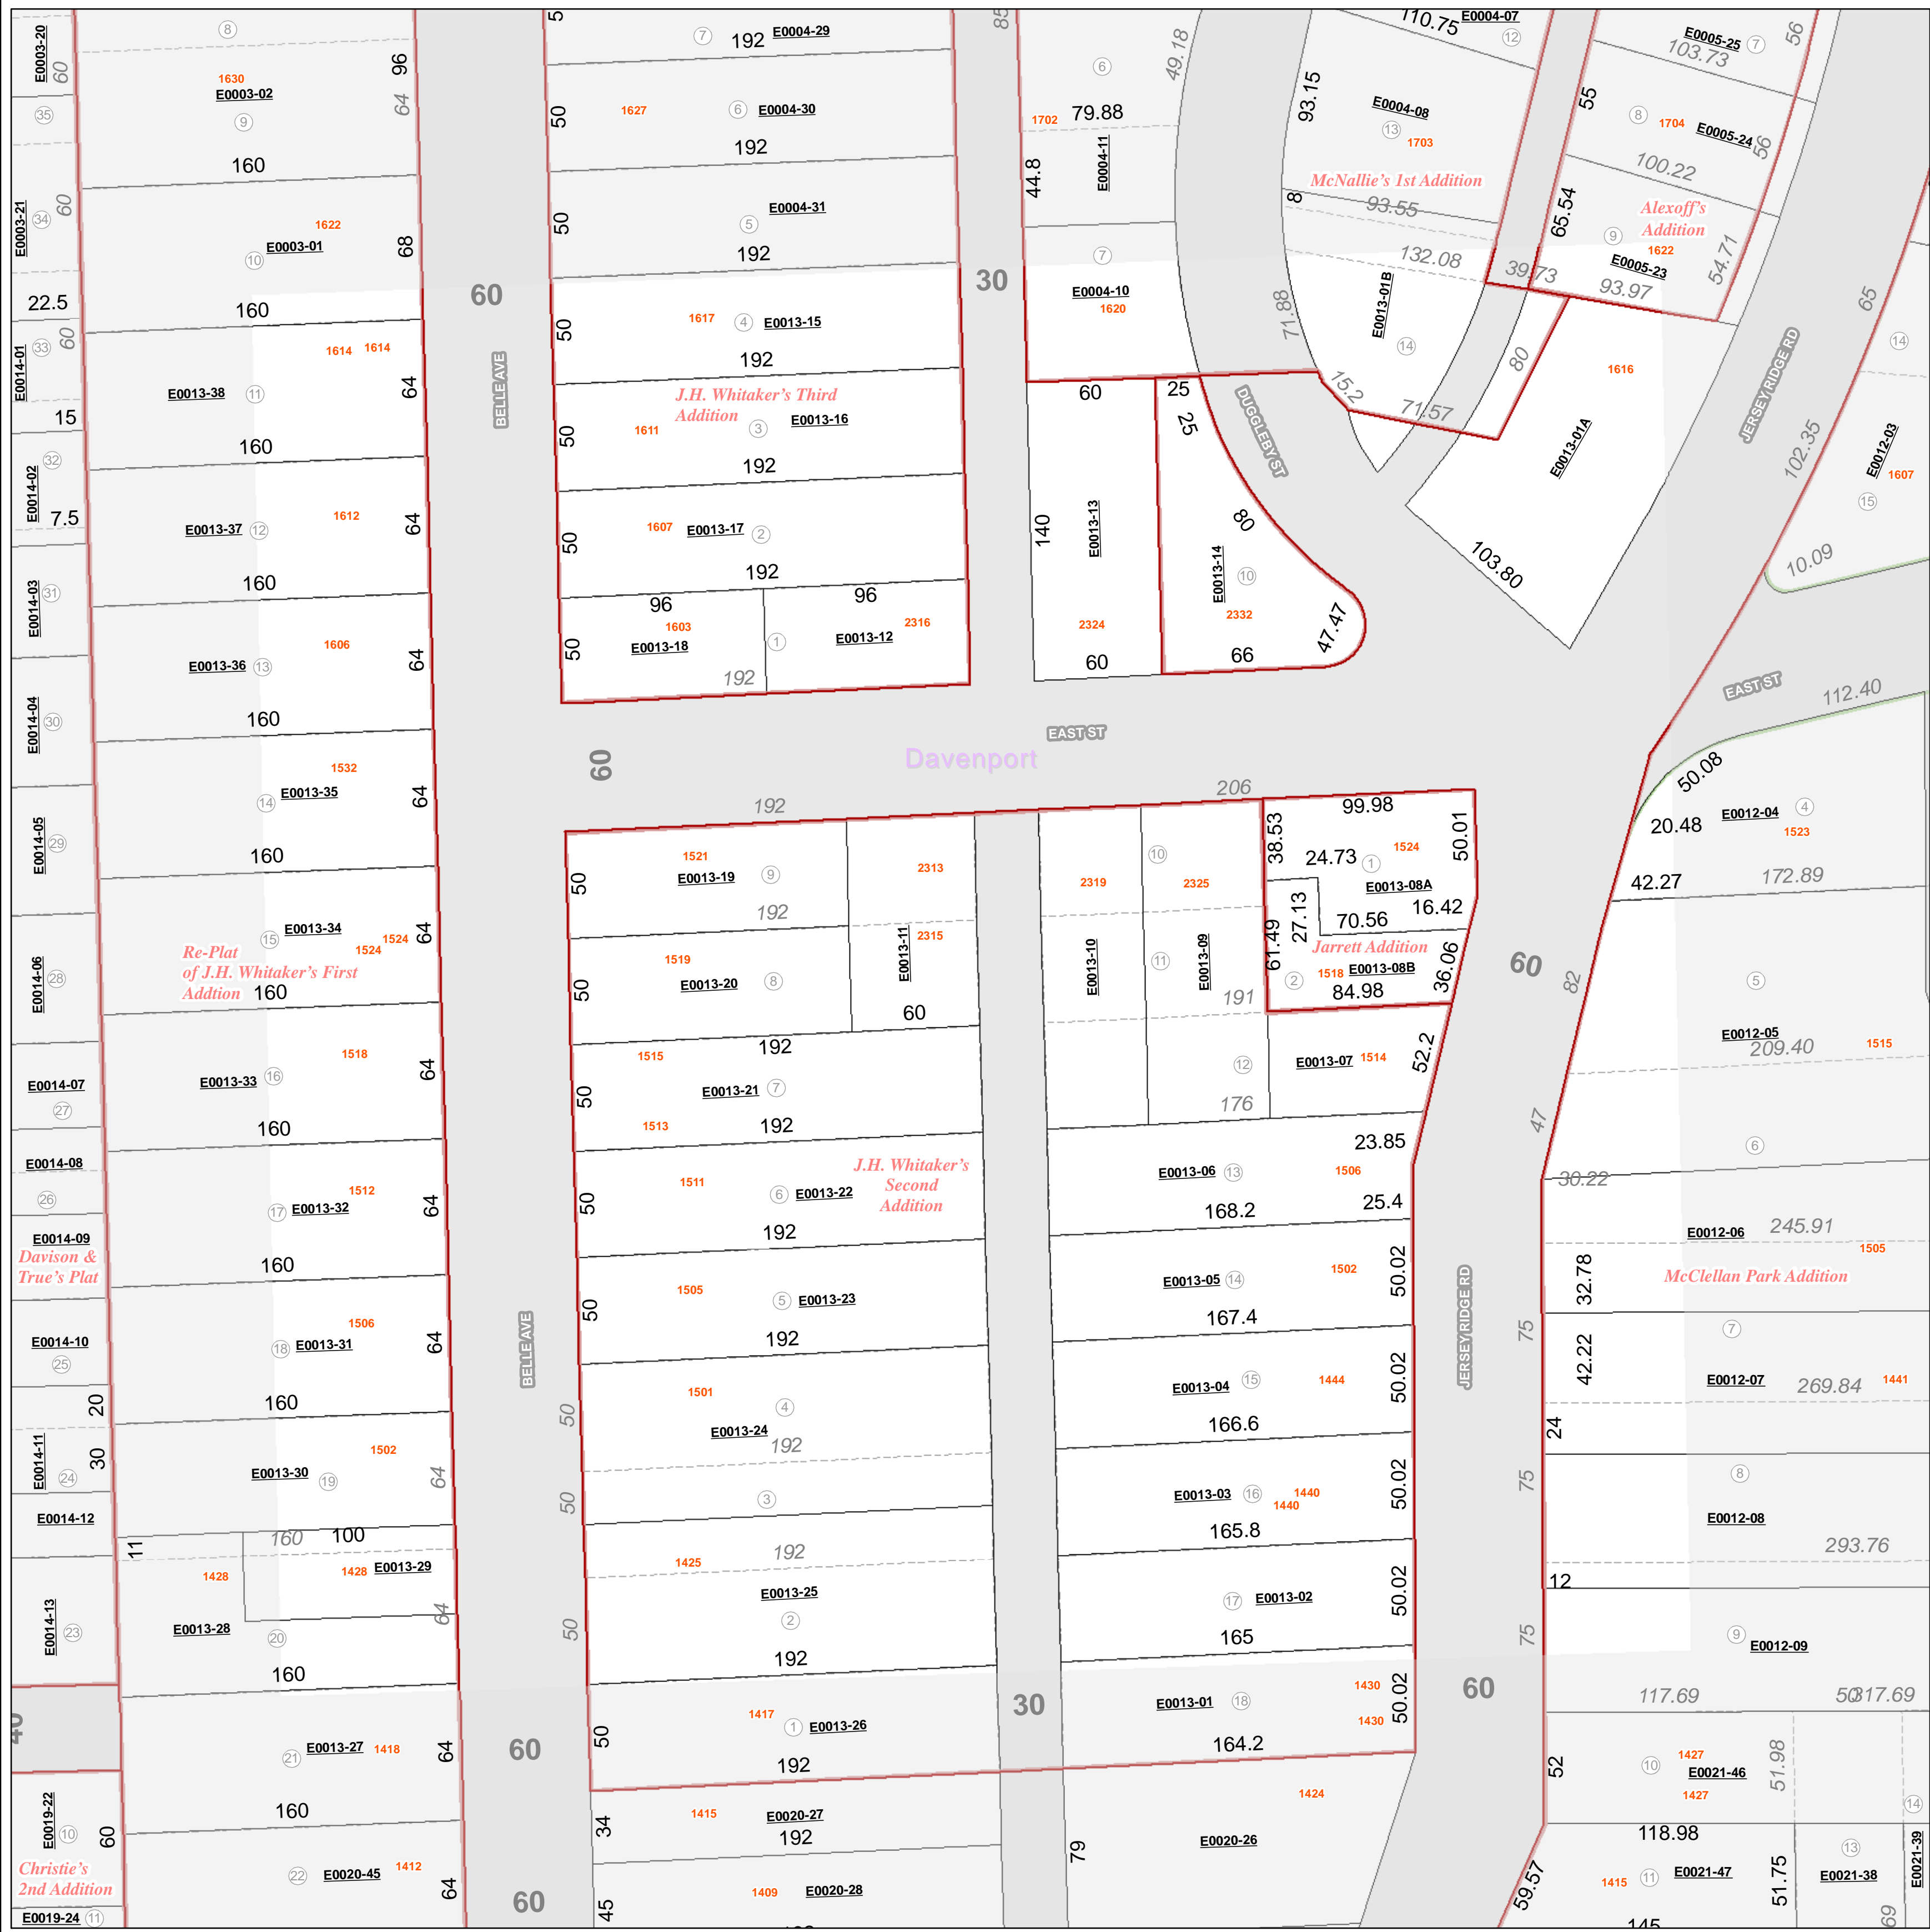 E0003-20
60
8
1630
E0003-02
9
96
64
160
35
E0003-21
34
60
1622
10
E0003-01
68
160
22.5
60
33
E0014-01
15
1614 1614
E0013-38
11
64
160
32
E0014-02
7.5
1612
E0013-37
12
64
160
31
E0014-03
1606
E0013-36
13
64
160
30
E0014-04
1532
14
E0013-35
64
160
E0014-05
29
15
E0013-34
1524
1524
64
Re-Plat
of J.H. Whitaker's First
Addtion
160
E0014-06
28
1518
E0013-33
16
64
160
E0014-07
27
E0014-08
26
1512
17
E0013-32
64
160
E0014-09
Davison &
True's Plat
1506
18
E0013-31
64
160
E0014-10
25
20
30
E0014-11
24
1502
E0013-30
19
64
E0014-12
160
100
11
1428
1428
E0013-29
64
E0014-13
23
E0013-28
20
160
40
21
E0013-27
1418
64
160
E0019-22
10
60
Christie's
2nd Addition
22
E0020-45
1412
64
E0019-24
11
60
BELLE AVE
BELLE AVE
60
60
5
7
192
E0004-29
50
1627
6
E0004-30
192
50
5
E0004-31
192
50
1617
4
E0013-15
192
J.H. Whitaker's Third
Addition
50
1611
3
E0013-16
192
50
1607
E0013-17
2
192
96
96
50
1603
E0013-18
1
E0013-12
2316
192
30
85
6
1702
79.88
E0004-11
44.8
7
E0004-10
1620
60
140
E0013-13
2324
60
25
25
80
E0013-14
10
2332
66
47.47
49.18
71.88
DUGGLEBY ST
110.75
E0004-07
12
93.15
E0004-08
13
1703
McNallie's 1st Addition
8
93.55
132.08
E0013-01B
14
15.2
71.57
39.73
80
E0005-25
7
103.73
56
55
8
1704
E0005-24
56
100.22
65.54
Alexoff's
Addition
9
1622
E0005-23
54.71
93.97
1616
E0013-01A
103.80
JERSEY RIDGE RD
65
14
102.35
E0012-03
1607
15
10.09
EAST ST
112.40
60
EAST ST
Davenport
192
206
50
1521
E0013-19
9
192
2313
50
1519
E0013-20
8
E0013-11
2315
60
192
50
1515
E0013-21
7
1513
192
J.H. Whitaker's
Second
Addition
50
1511
6
E0013-22
192
50
1505
5
E0013-23
192
50
1501
4
E0013-24
192
50
3
1425
192
E0013-25
2
50
192
50
1417
1
E0013-26
192
34
1415
E0020-27
192
45
1409
E0020-28
30
2319
E0013-10
10
2325
11
E0013-09
191
12
176
99.98
38.53
24.73
1
1524
50.01
E0013-08A
27.13
70.56
16.42
61.49
Jarrett Addition
2
1518
E0013-08B
36.06
84.98
E0013-07
1514
52.2
23.85
E0013-06
13
1506
168.2
25.4
E0013-05
14
1502
50.02
167.4
E0013-04
15
1444
50.02
166.6
E0013-03
16
1440
1440
50.02
165.8
17
E0013-02
50.02
165
E0013-01
18
1430
1430
50.02
164.2
79
1424
E0020-26
60
82
47
JERSEY RIDGE RD
60
50.08
20.48
E0012-04
4
1523
42.27
172.89
5
E0012-05
209.40
1515
6
30.22
E0012-06
245.91
1505
McClellan Park Addition
32.78
75
7
42.22
E0012-07
269.84
1441
24
75
8
E0012-08
293.76
12
75
9
E0012-09
117.69
50
317.69
52
10
1427
E0021-46
1427
51.98
14
118.98
59.57
1415
11
E0021-47
51.75
13
E0021-38
E0021-39
69
145